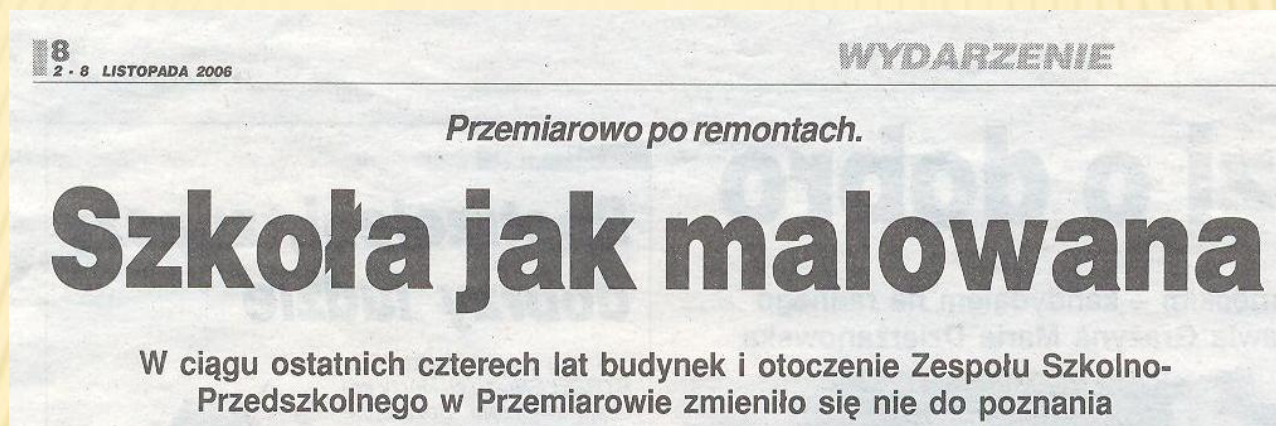 8
2 - 8 LISTOPADA 2006
WYDARZENIE
Przemiarowo po remontach.
Szkoła jak malowana
W ciągu ostatnich czterech lat budynek i otoczenie Zespołu Szkolno-
Przedszkolnego w Przemiarowie zmieniło się nie do poznania